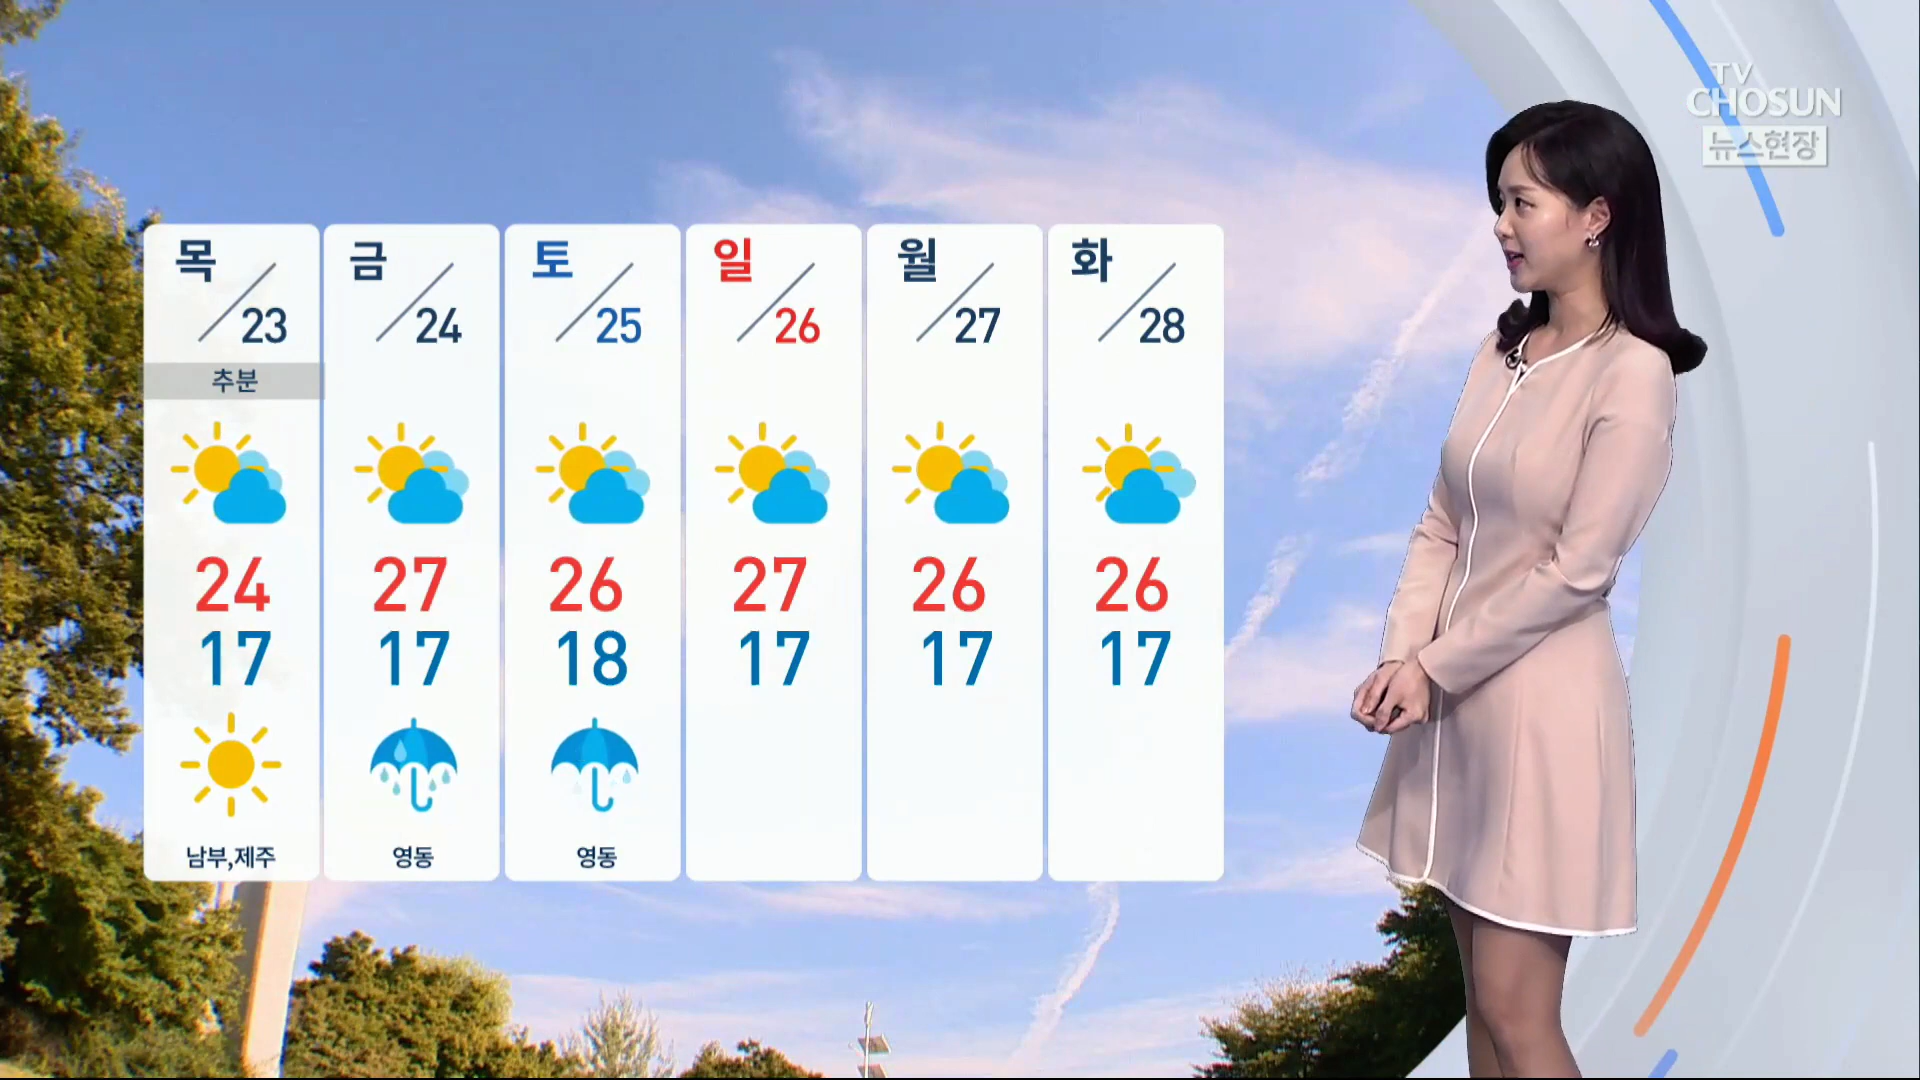 TV
CHOSUN
뉴스현장
목/23
금/24
토/25
일/26
월/27
화/28
추분
24
27
26
27
26
26
17
17
18
17
17
17
남부,제주
영동
영동